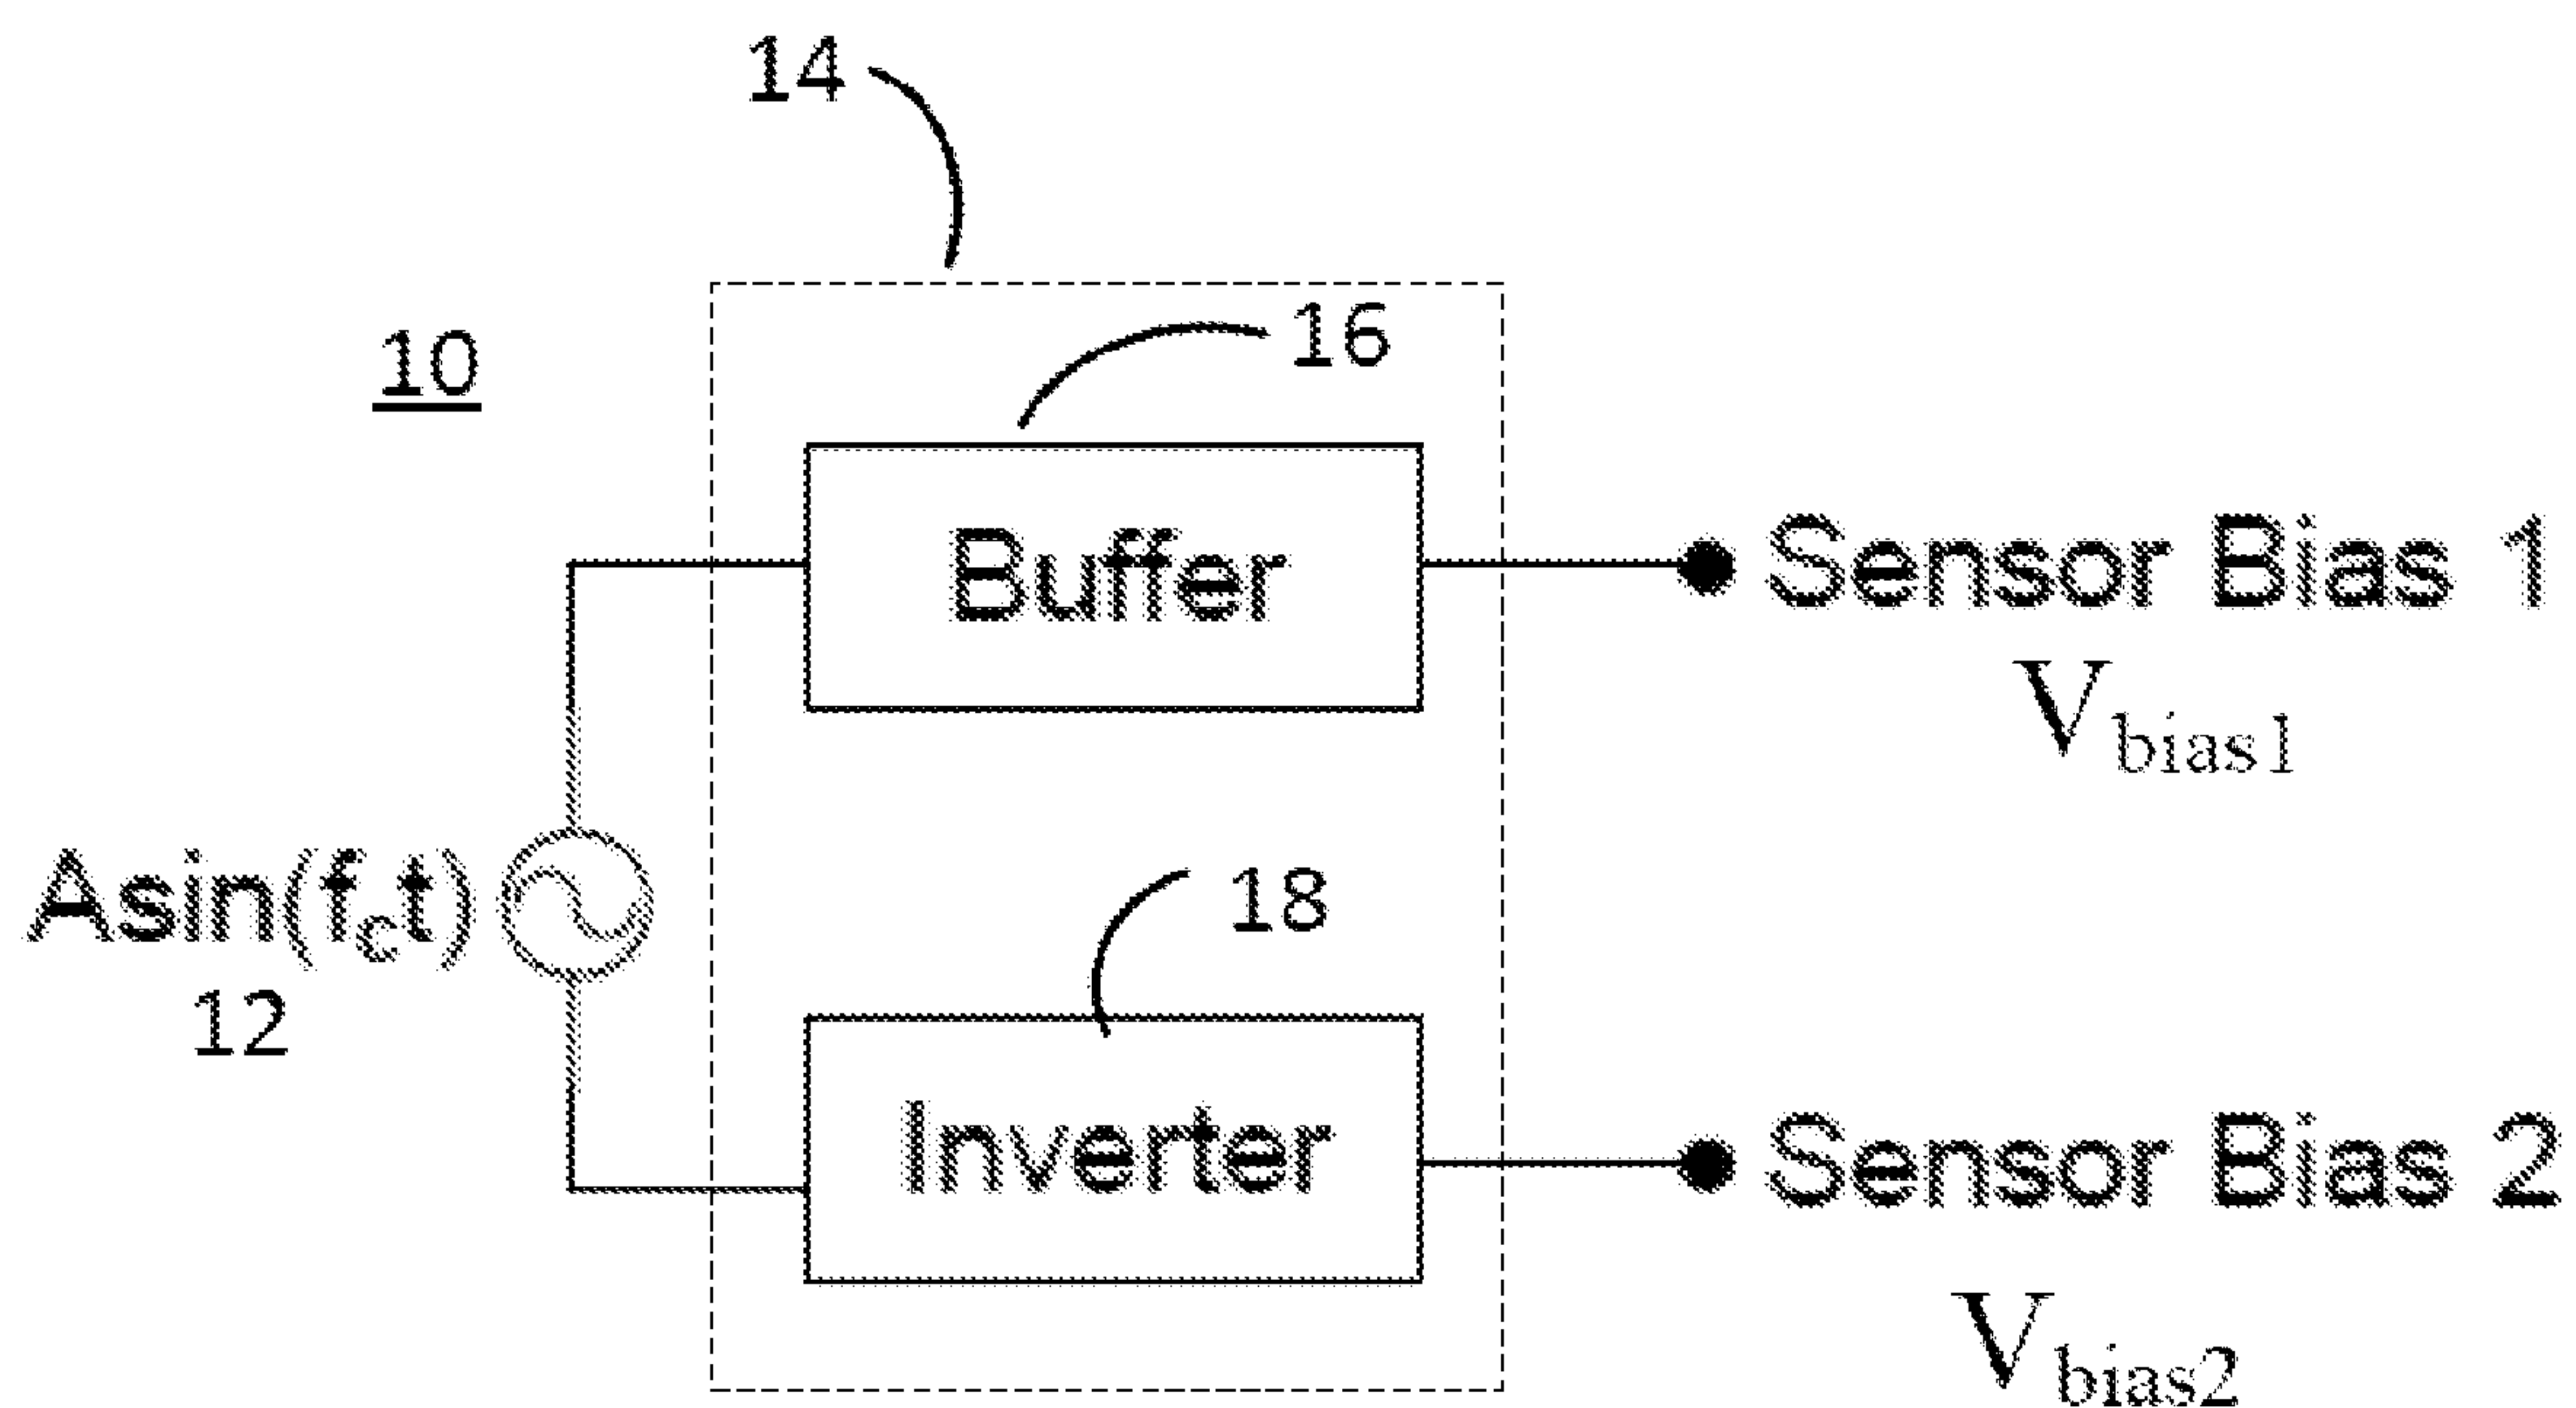 14
10
16
Buffer
Sensor Bias 1
Vbias1
Asin(fct)
12
18
Inverter
Sensor Bias 2
Vbias2